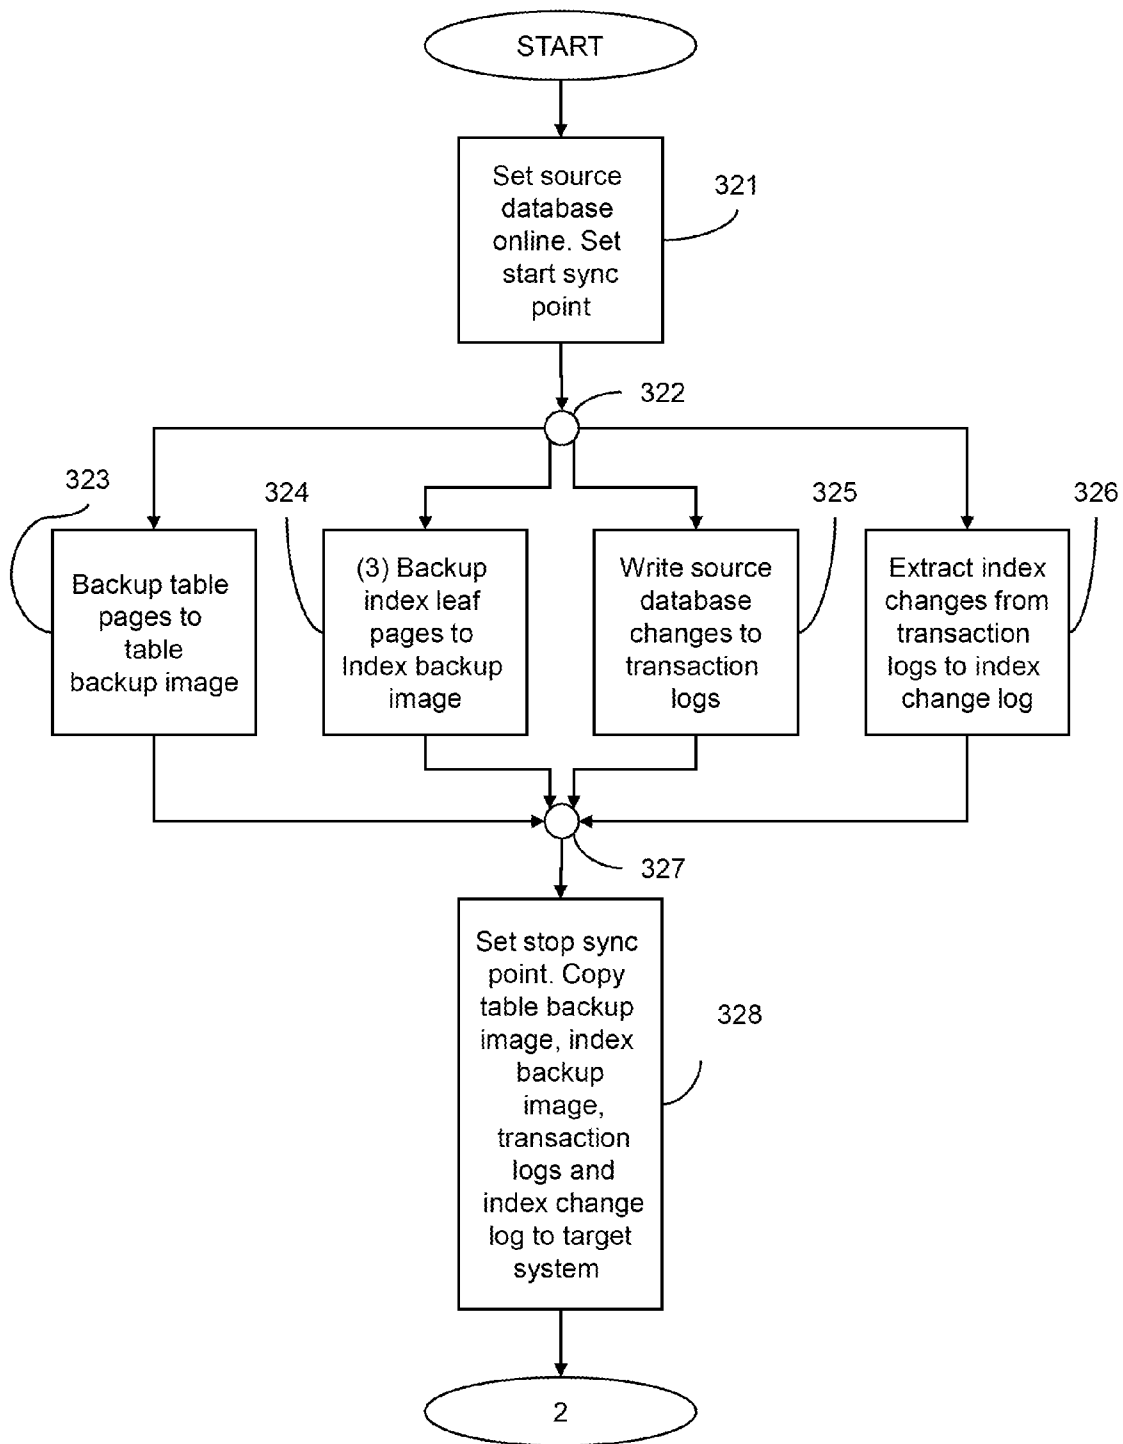 START
Set source
database
online. Set
start sync
point
321
322
323
324
325
326
Backup table
pages to
table
backup image
(3) Backup
index leaf
pages to
Index backup
image
Write source
database
changes to
transaction
logs
Extract index
changes from
transaction
logs to index
change log
327
Set stop sync
point. Copy
table backup
image, index
backup
image,
transaction
logs and
index change
log to target
system
328
2